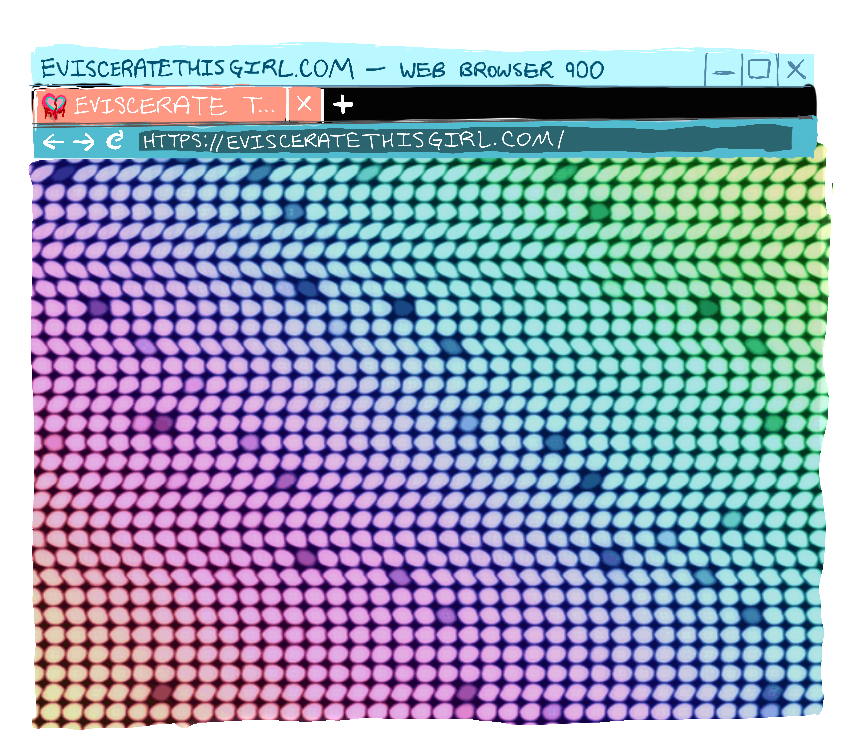 EVISCERATETHISGIRL.COM — WEB BROWSER 900
EVISCERATE T...
HTTPS://EVISCERATETHISGIRL.COM/